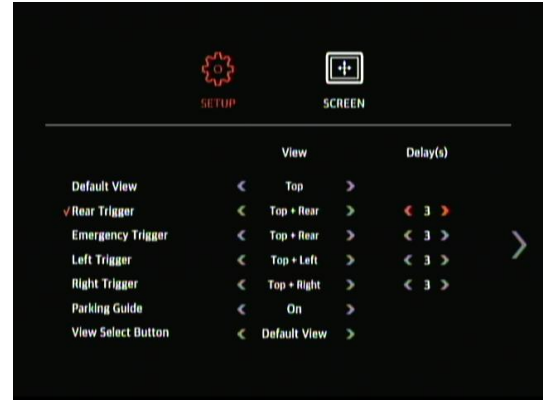 SETUP SCREEN
View Delay(s)
Default View Top
Rear Trigger Top + Rear 3
Emergency Trigger Top + Rear 3
Left Trigger Top + Left 3
Right Trigger Top + Right 3
Parking Guide On
View Select Button Default View